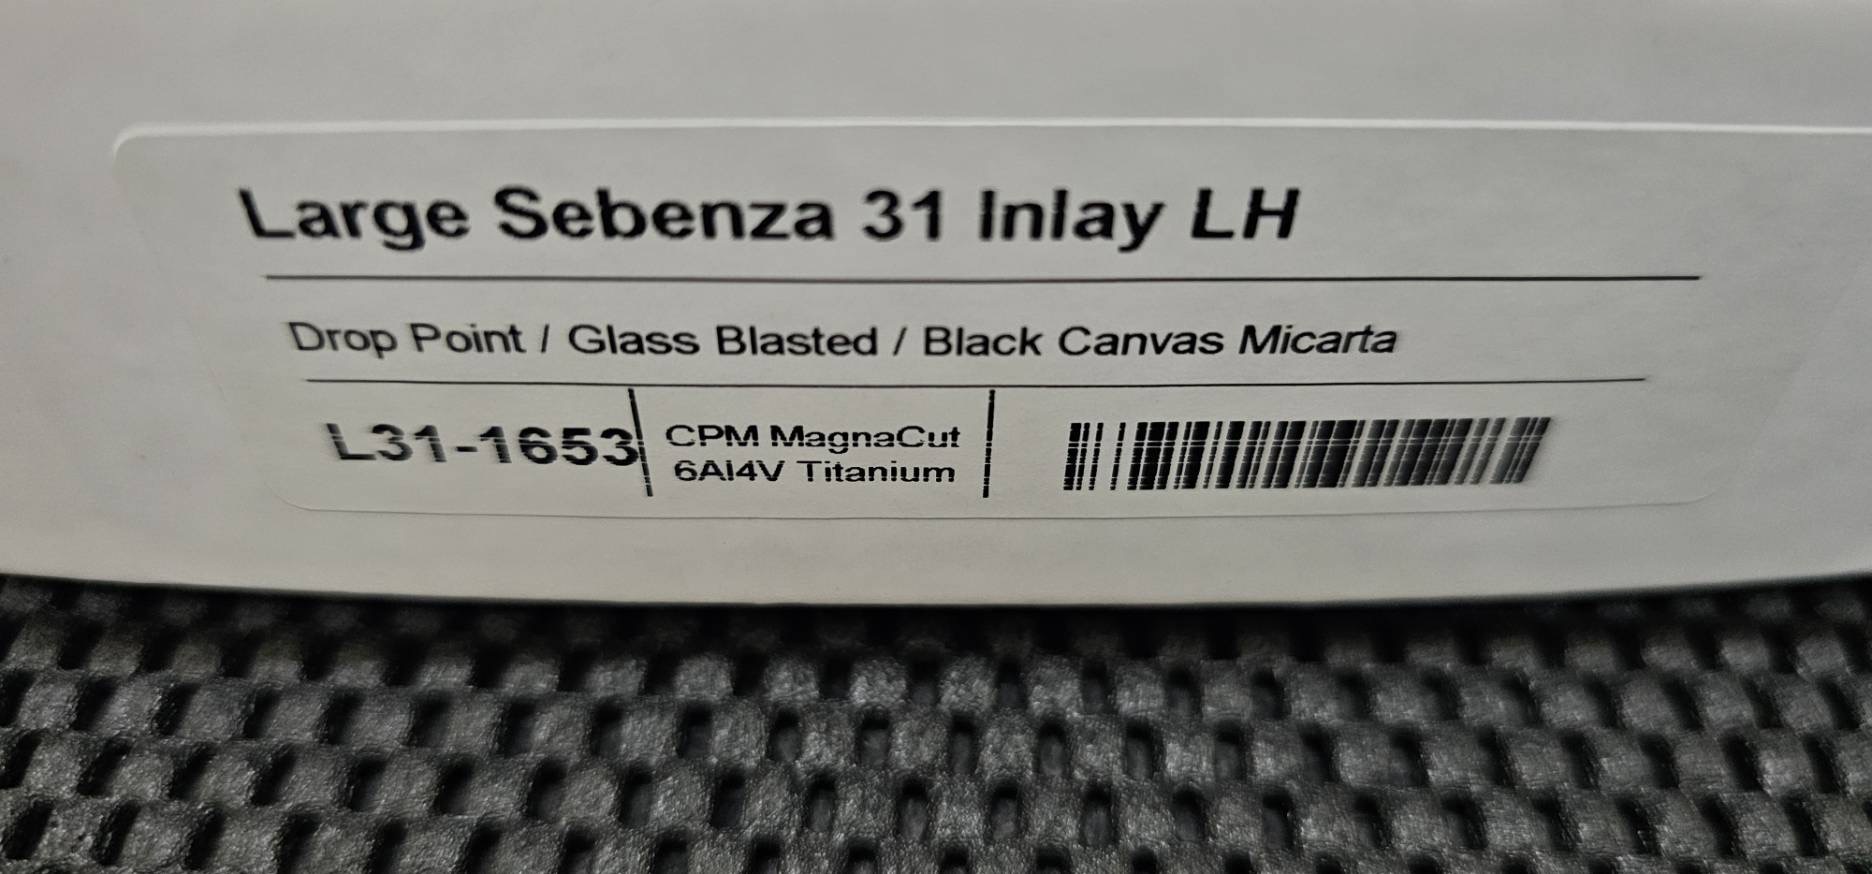 Large Sebenza 31 Inlay LH
Drop Point / Glass Blasted / Black Canvas Micarta
L31-1653
CPM MagnaCut
6Al4V Titanium